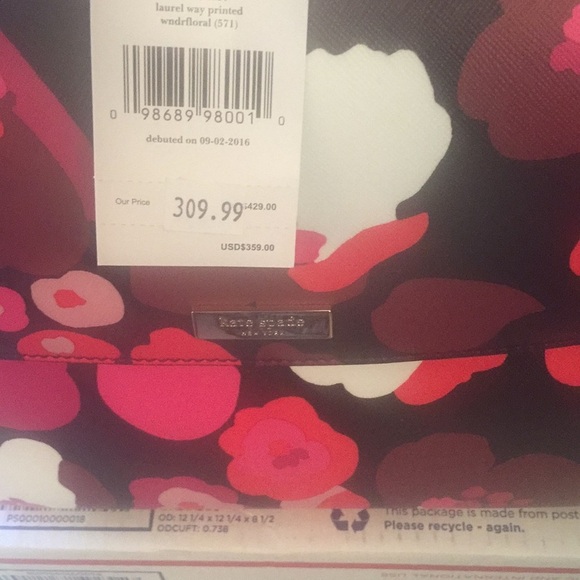 laurel way printed
wndrfloral (571)
0 98689 98001 0
debuted on 09-02-2016
Our Price 309.99 $429.00
USD$359.00
kate spade
NEW YORK
PS00010000018
OD: 12 1/4 x 12 1/4 x 8 1/2
ODCUFT: 0.738
This package is made from post
Please recycle - again.